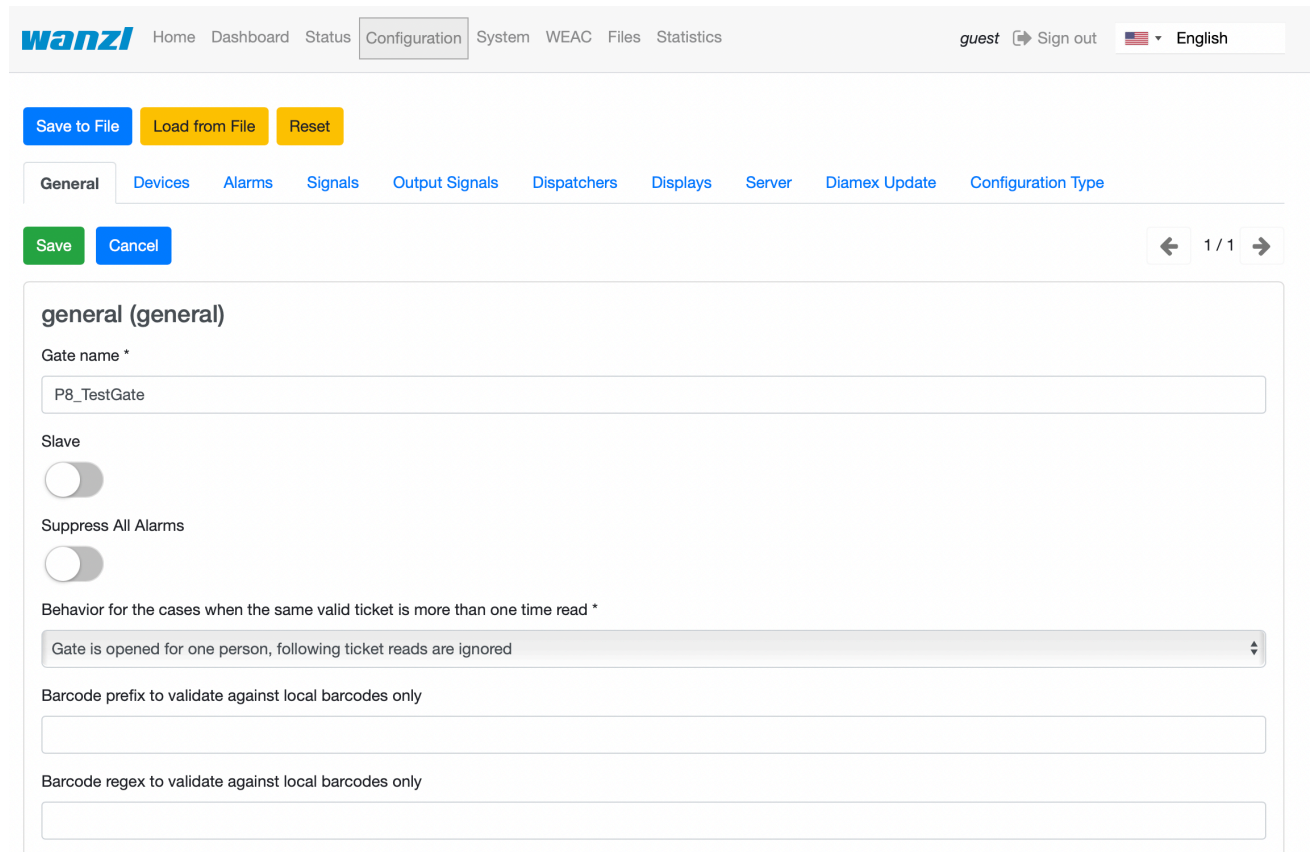 wanzl Home Dashboard Status Configuration System WEAC Files Statistics guest Sign out English
Save to File Load from File Reset
General Devices Alarms Signals Output Signals Dispatchers Displays Server Diamex Update Configuration Type
Save Cancel 1 / 1
general (general)
Gate name *
P8_TestGate
Slave
Suppress All Alarms
Behavior for the cases when the same valid ticket is more than one time read *
Gate is opened for one person, following ticket reads are ignored
Barcode prefix to validate against local barcodes only
Barcode regex to validate against local barcodes only